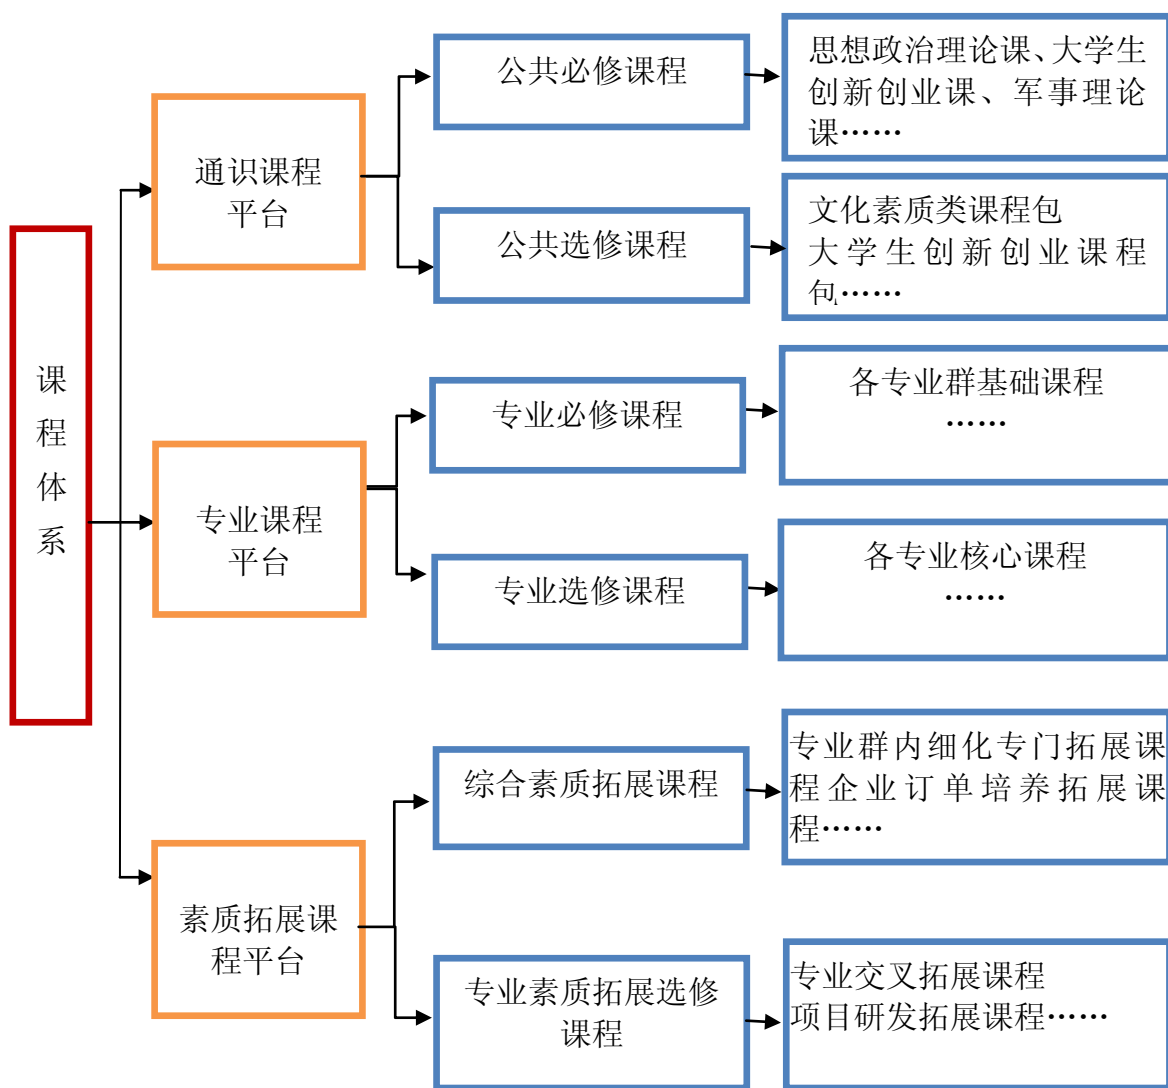 课
程
体
系
通识课程
平台
公共必修课程
思想政治理论课、大学生
创新创业课、军事理论
课……
公共选修课程
文化素质类课程包
大学生创新创业课程
包……
专业课程
平台
专业必修课程
各专业群基础课程
……
专业选修课程
各专业核心课程
……
素质拓展课
程平台
综合素质拓展课程
专业群内细化专门拓展课
程企业订单培养拓展课
程……
专业素质拓展选修
课程
专业交叉拓展课程
项目研发拓展课程……